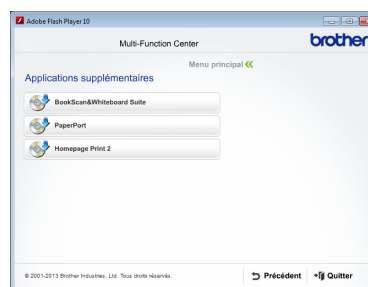 Adobe Flash Player 10
Multi-Function Center
brother
Menu principal
Applications supplémentaires
BookScan&Whiteboard Suite
PaperPort
Homepage Print 2
© 2001-2013 Brother Industries, Ltd. Tous droits réservés.
Précédent
Quitter